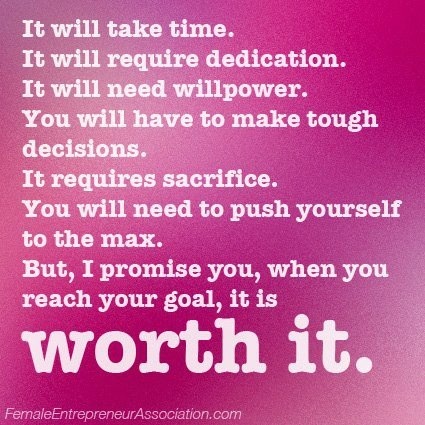 It will take time.
It will require dedication.
It will need willpower.
You will have to make tough
decisions.
It requires sacrifice.
You will need to push yourself
to the max.
But, I promise you, when you
reach your goal, it is
worth it.
FemaleEntrepreneurAssociation.com